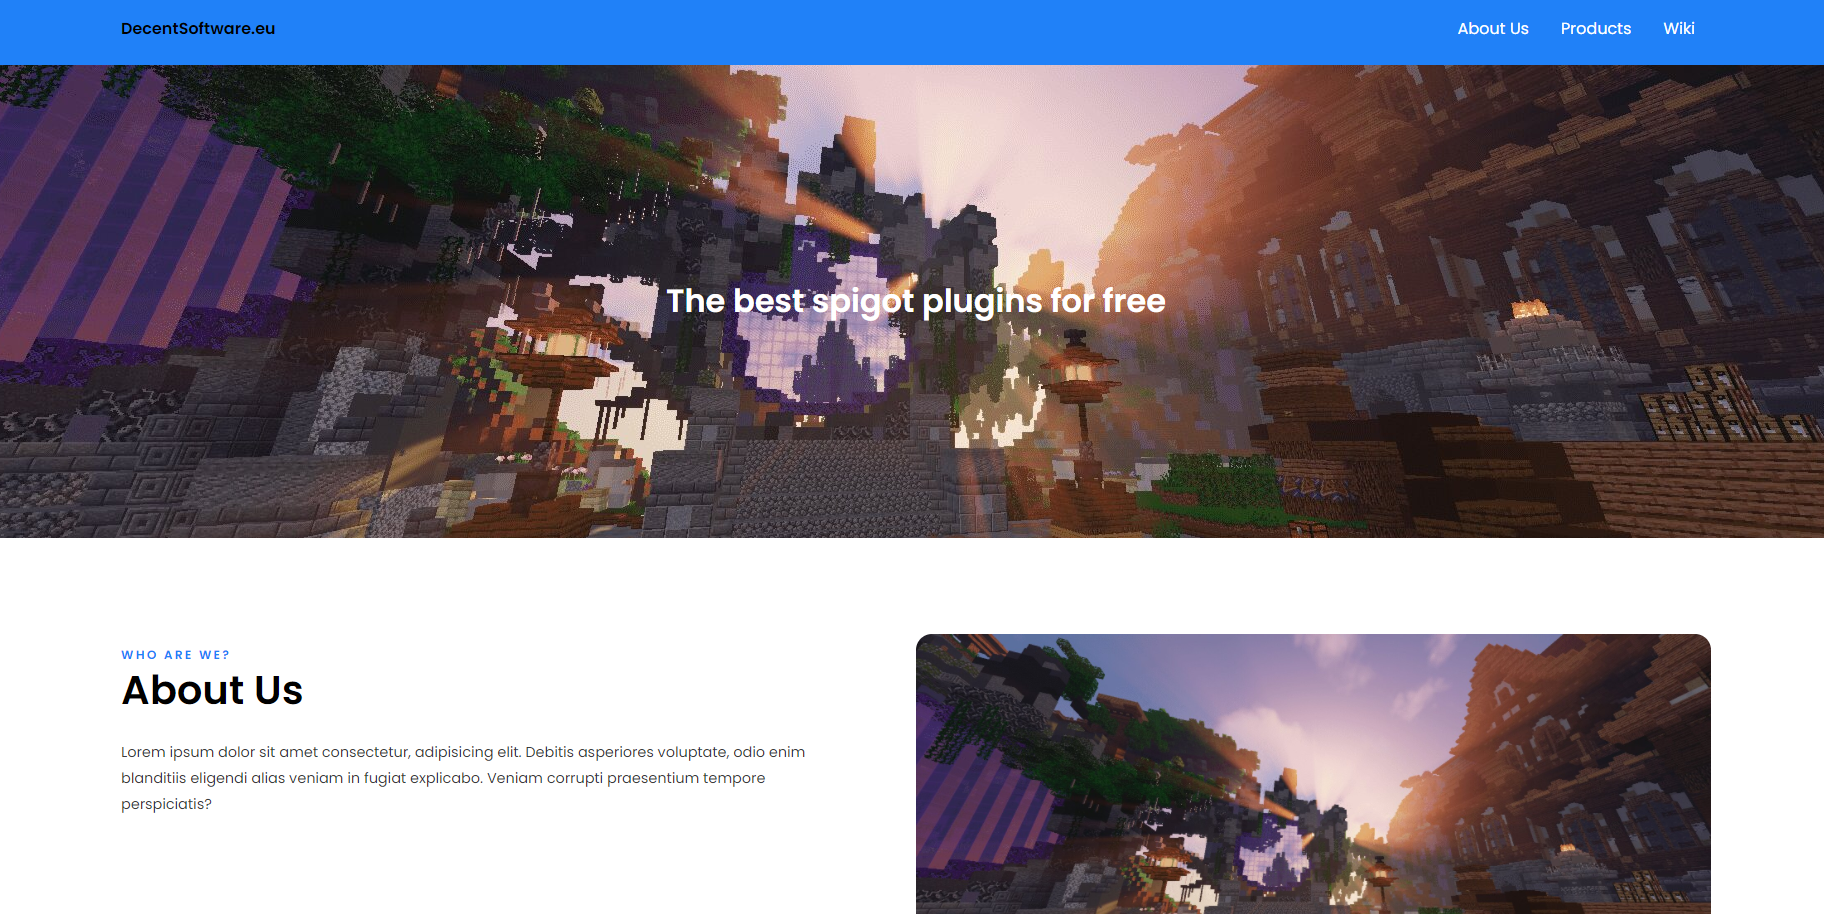 DecentSoftware.eu
About Us
Products
Wiki
The best spigot plugins for free
WHO ARE WE?
About Us
Lorem ipsum dolor sit amet consectetur, adipisicing elit. Debitis asperiores voluptate, odio enim
blanditiis eligendi alias veniam in fugiat explicabo. Veniam corrupti praesentium tempore
perspiciatis?